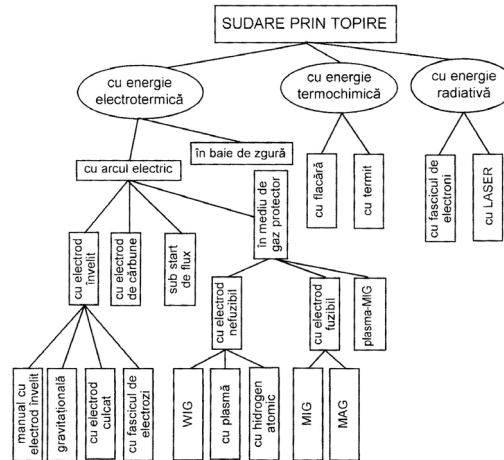 SUDARE PRIN TOPIRE
cu energie
electrotermică
cu energie
termochimică
cu energie
radiativă
în baie de zgură
cu arcul electric
cu flacără
cu termit
cu fascicul de
electroni
cu LASER
cu electrod
învelit
cu electrod
de cărbune
sub start
de flux
în mediu de
gaz protector
cu electrod
nefuzibil
cu electrod
fuzibil
plasma-MIG
manual cu
electrod învelit
gravitațională
cu electrod
culcat
cu fascicul de
electrozi
WIG
cu plasmă
cu hidrogen
atomic
MIG
MAG